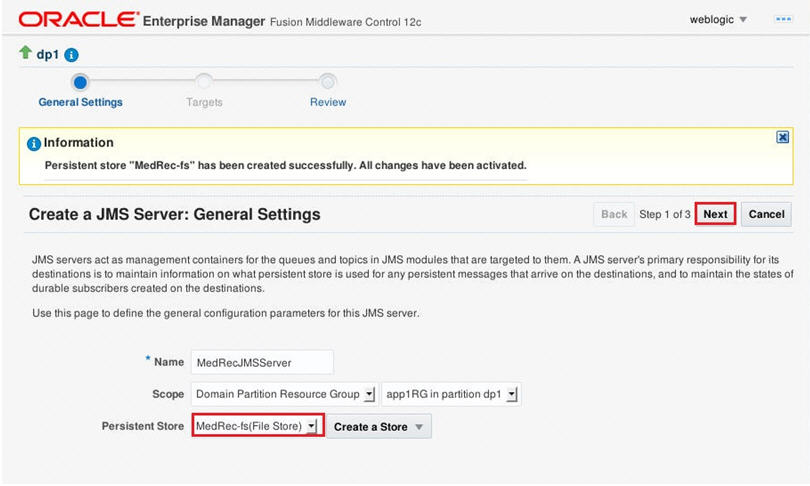 ORACLE® Enterprise Manager Fusion Middleware Control 12c weblogic
dp1
General Settings Targets Review
Information
Persistent store "MedRec-fs" has been created successfully. All changes have been activated.
Create a JMS Server: General Settings Back Step 1 of 3 Next Cancel
JMS servers act as management containers for the queues and topics in JMS modules that are targeted to them. A JMS server's primary responsibility for its
destinations is to maintain information on what persistent store is used for any persistent messages that arrive on the destinations, and to maintain the states of
durable subscribers created on the destinations.
Use this page to define the general configuration parameters for this JMS server.
* Name MedRecJMSServer
Scope Domain Partition Resource Group app1RG in partition dp1
Persistent Store MedRec-fs(File Store) Create a Store